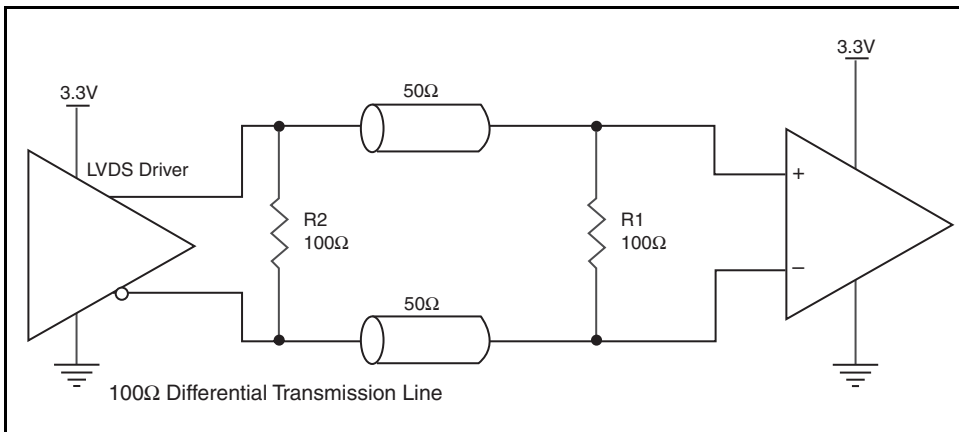 3.3V
3.3V
50Ω
LVDS Driver
+
R2
100Ω
R1
100Ω
−
50Ω
100Ω Differential Transmission Line